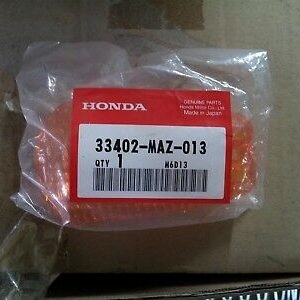 HONDA
GENUINE PARTS
Honda Motor Co., Ltd.
Made in Japan
33402-MAZ-013
QTY 1 M6D13